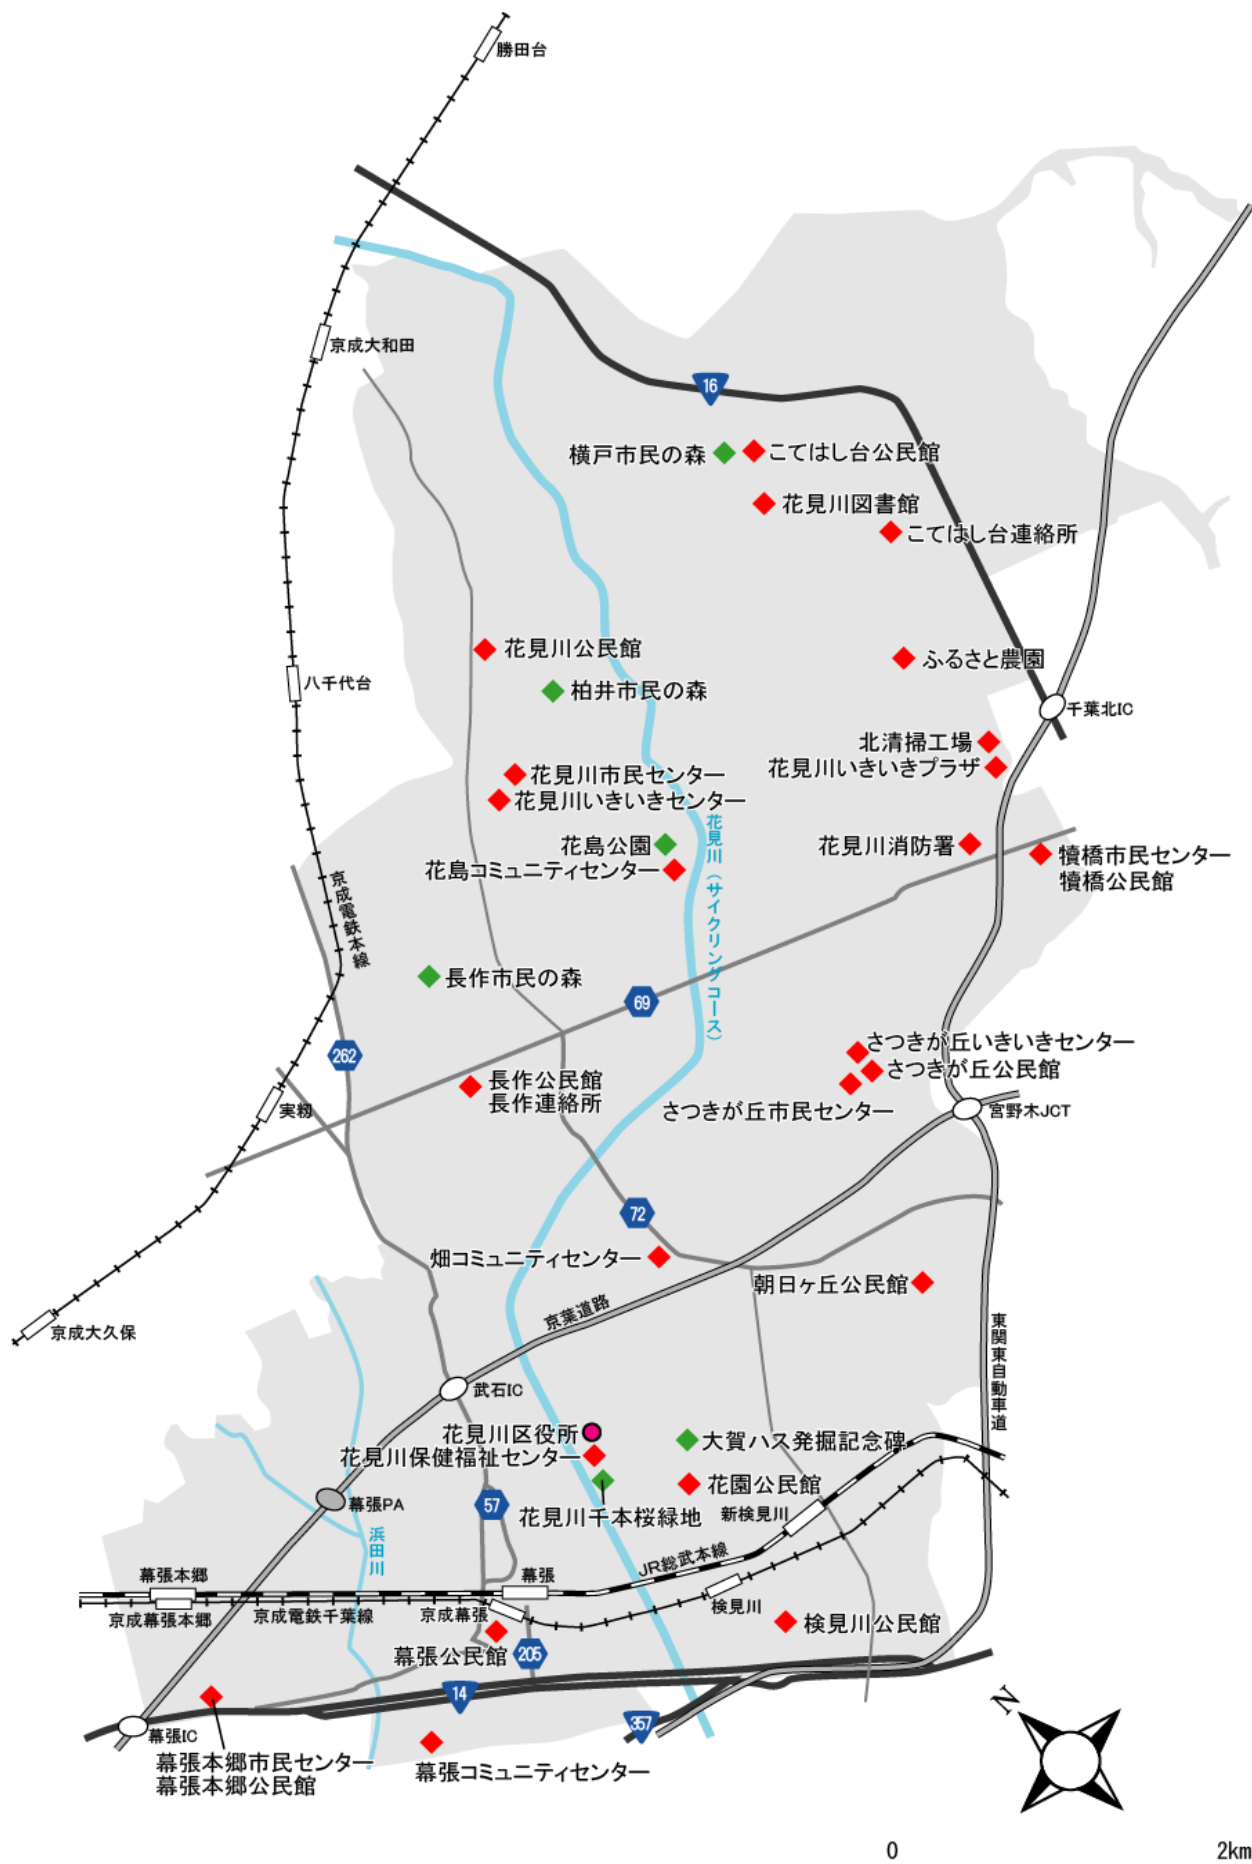 勝田台
京成大和田
16
横戸市民の森
こてはし台公民館
花見川図書館
こてはし台連絡所
花見川公民館
ふるさと農園
八千代台
柏井市民の森
千葉北IC
北清掃工場
花見川いきいきプラザ
花見川市民センター
花見川いきいきセンター
花見川（サイクリングコース）
花島公園
花島コミュニティセンター
花見川消防署
犢橋市民センター
犢橋公民館
京成電鉄本線
長作市民の森
69
262
さつきが丘いきいきセンター
さつきが丘公民館
さつきが丘市民センター
長作公民館
長作連絡所
実籾
宮野木JCT
72
畑コミュニティセンター
朝日ヶ丘公民館
京葉道路
京成大久保
東関東自動車道
武石IC
花見川区役所
花見川保健福祉センター
大賀ハス発掘記念碑
花園公民館
花見川千本桜緑地
新検見川
幕張PA
57
浜田川
JR総武本線
幕張本郷
幕張
京成幕張本郷
京成電鉄千葉線
京成幕張
検見川
検見川公民館
幕張公民館
205
14
357
幕張IC
幕張本郷市民センター
幕張本郷公民館
幕張コミュニティセンター
N
0
2km